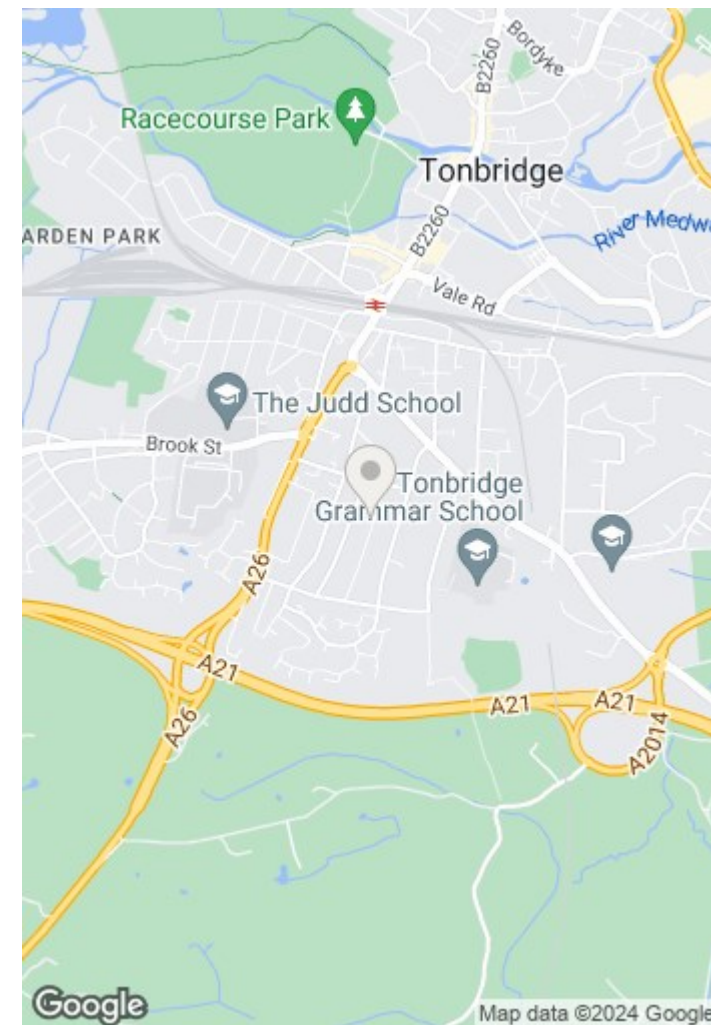 Bordyke
B2260
Racecourse Park
Tonbridge
ARDEN PARK
B2260
River Medw
Vale Rd
The Judd School
Brook St
Tonbridge
Grammar School
A26
A21
A26
A21
A21
A2014
Google
Map data ©2024 Google